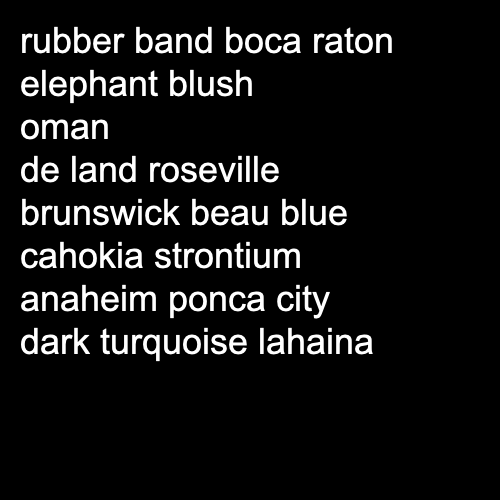 rubber band boca raton
elephant blush
oman
de land roseville
brunswick beau blue
cahokia strontium
anaheim ponca city
dark turquoise lahaina